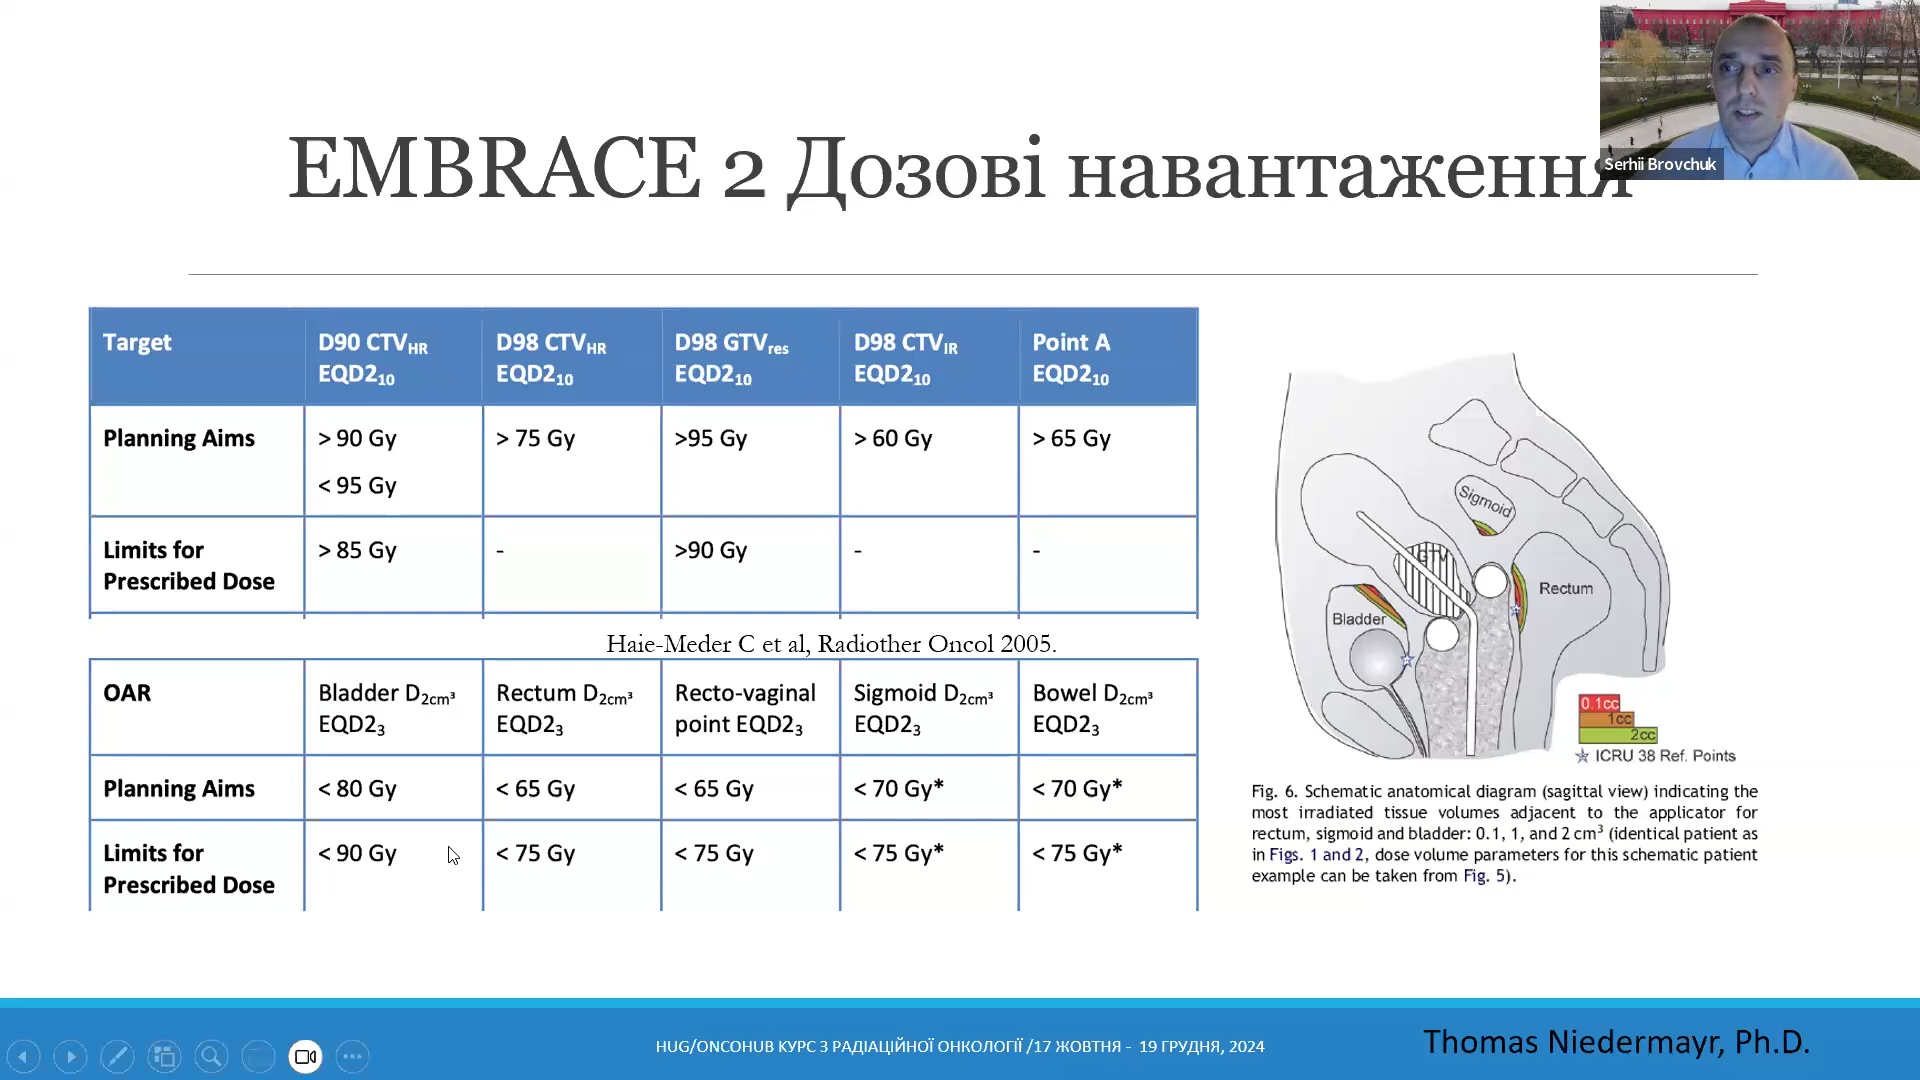 Serhii Brovchuk
EMBRACE 2 Дозові навантаження
Target D90 CTVHR EQD210 D98 CTVHR EQD210 D98 GTVres EQD210 D98 CTVIR EQD210 Point A EQD210
Planning Aims > 90 Gy < 95 Gy > 75 Gy >95 Gy > 60 Gy > 65 Gy
Limits for Prescribed Dose > 85 Gy - >90 Gy - -
Haie-Meder C et al, Radiother Oncol 2005.
OAR Bladder D2cm³ EQD23 Rectum D2cm³ EQD23 Recto-vaginal point EQD23 Sigmoid D2cm³ EQD23 Bowel D2cm³ EQD23
Planning Aims < 80 Gy < 65 Gy < 65 Gy < 70 Gy* < 70 Gy*
Limits for Prescribed Dose < 90 Gy < 75 Gy < 75 Gy < 75 Gy* < 75 Gy*
Sigmoid
GTV
Rectum
Bladder
0.1cc
1cc
2cc
ICRU 38 Ref. Points
Fig. 6. Schematic anatomical diagram (sagittal view) indicating the
most irradiated tissue volumes adjacent to the applicator for
rectum, sigmoid and bladder: 0.1, 1, and 2 cm³ (identical patient as
in Figs. 1 and 2, dose volume parameters for this schematic patient
example can be taken from Fig. 5).
HUG/ONCOHUB КУРС З РАДІАЦІЙНОЇ ОНКОЛОГІЇ /17 ЖОВТНЯ - 19 ГРУДНЯ, 2024
Thomas Niedermayr, Ph.D.